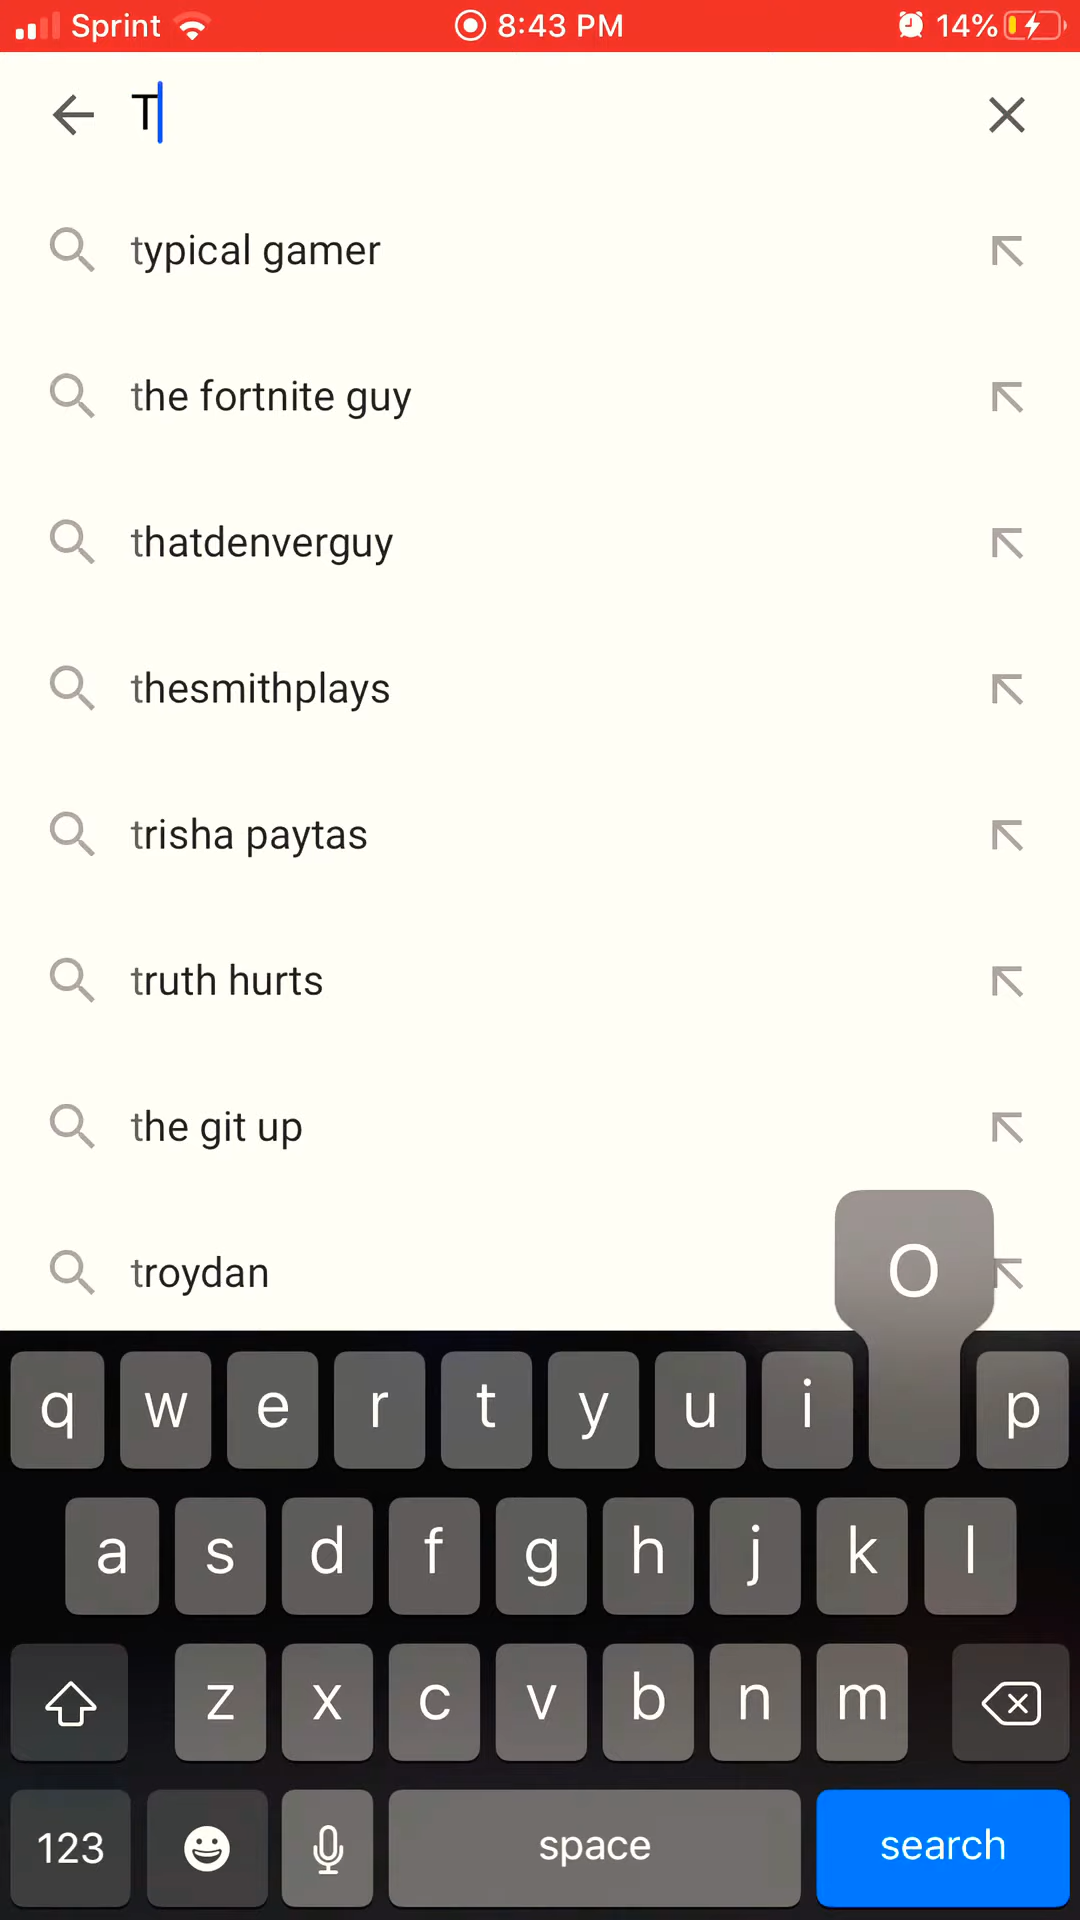 Sprint 8:43 PM 14%
T
typical gamer
the fortnite guy
thatdenverguy
thesmithplays
trisha paytas
truth hurts
the git up
troydan
O
q w e r t y u i p
a s d f g h j k l
z x c v b n m
123 space search